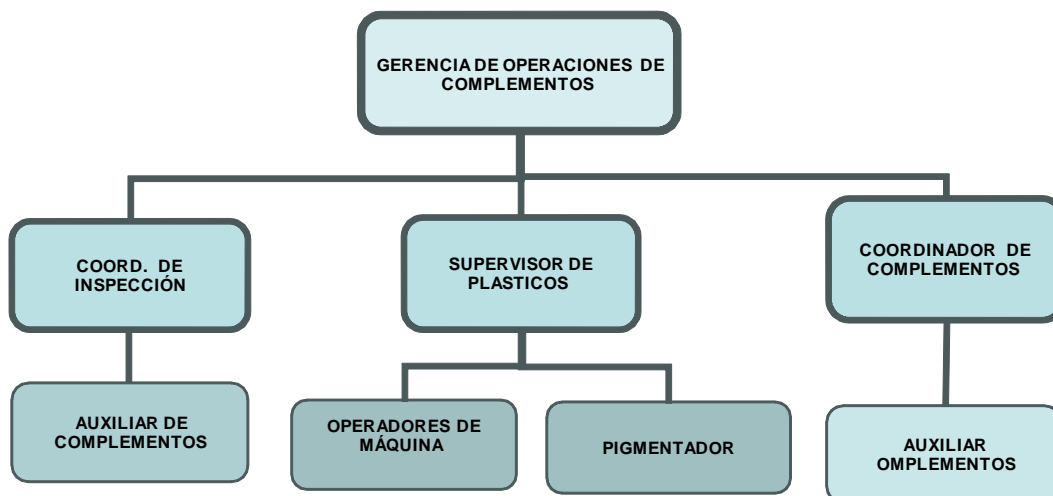 GERENCIA DE OPERACIONES DE
COMPLEMENTOS
COORD. DE
INSPECCIÓN
SUPERVISOR DE
PLASTICOS
COORDINADOR DE
COMPLEMENTOS
AUXILIAR DE
COMPLEMENTOS
OPERADORES DE
MÁQUINA
PIGMENTADOR
AUXILIAR
OMPLEMENTOS